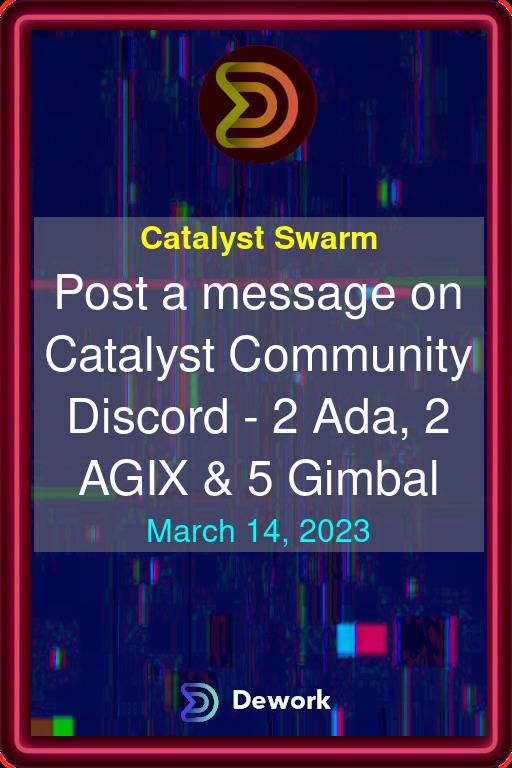 Catalyst Swarm
Post a message on
Catalyst Community
Discord - 2 Ada, 2
AGIX & 5 Gimbal
March 14, 2023
Dework